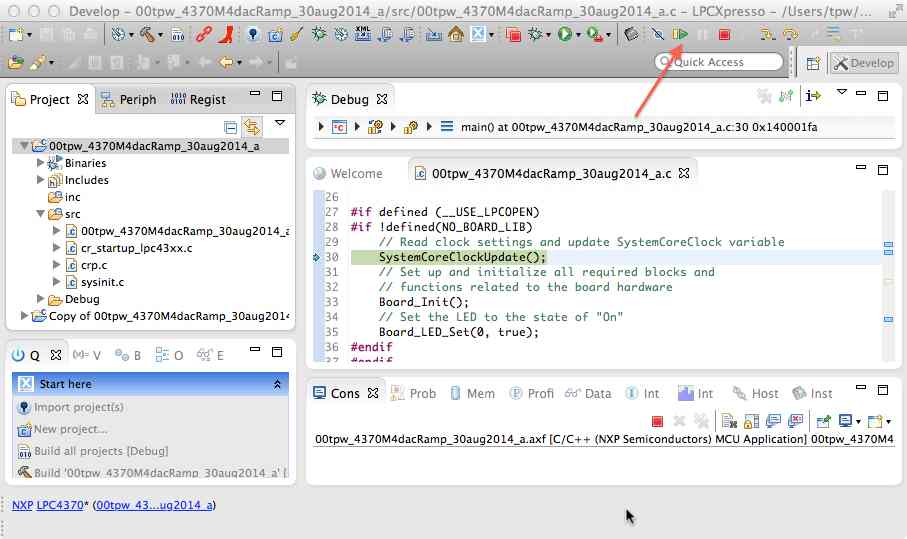 Develop – 00tpw_4370M4dacRamp_30aug2014_a/src/00tpw_4370M4dacRamp_30aug2014_a.c – LPCXpresso – /Users/tpw/...
Quick Access
Develop
Project
Periph
Regist
00tpw_4370M4dacRamp_30aug2014_a
Binaries
Includes
inc
src
00tpw_4370M4dacRamp_30aug2014_a
cr_startup_lpc43xx.c
crp.c
sysinit.c
Debug
Copy of 00tpw_4370M4dacRamp_30aug2014
Debug
main() at 00tpw_4370M4dacRamp_30aug2014_a.c:30 0x140001fa
Welcome
00tpw_4370M4dacRamp_30aug2014_a.c
26
27 #if defined (__USE_LPCOPEN)
28 #if !defined(NO_BOARD_LIB)
29 // Read clock settings and update SystemCoreClock variable
30 SystemCoreClockUpdate();
31 // Set up and initialize all required blocks and
32 // functions related to the board hardware
33 Board_Init();
34 // Set the LED to the state of "On"
35 Board_LED_Set(0, true);
36 #endif
37 #endif
Q
(x)= V
B
O
E
Start here
Import project(s)
New project...
Build all projects [Debug]
Build '00tpw_4370M4dacRamp_30aug2014_a' [
Cons
Prob
Mem
Profi
Data
Int
Int
Host
Inst
00tpw_4370M4dacRamp_30aug2014_a.axf [C/C++ (NXP Semiconductors) MCU Application] 00tpw_4370M4
NXP LPC4370* (00tpw_43...ug2014_a)